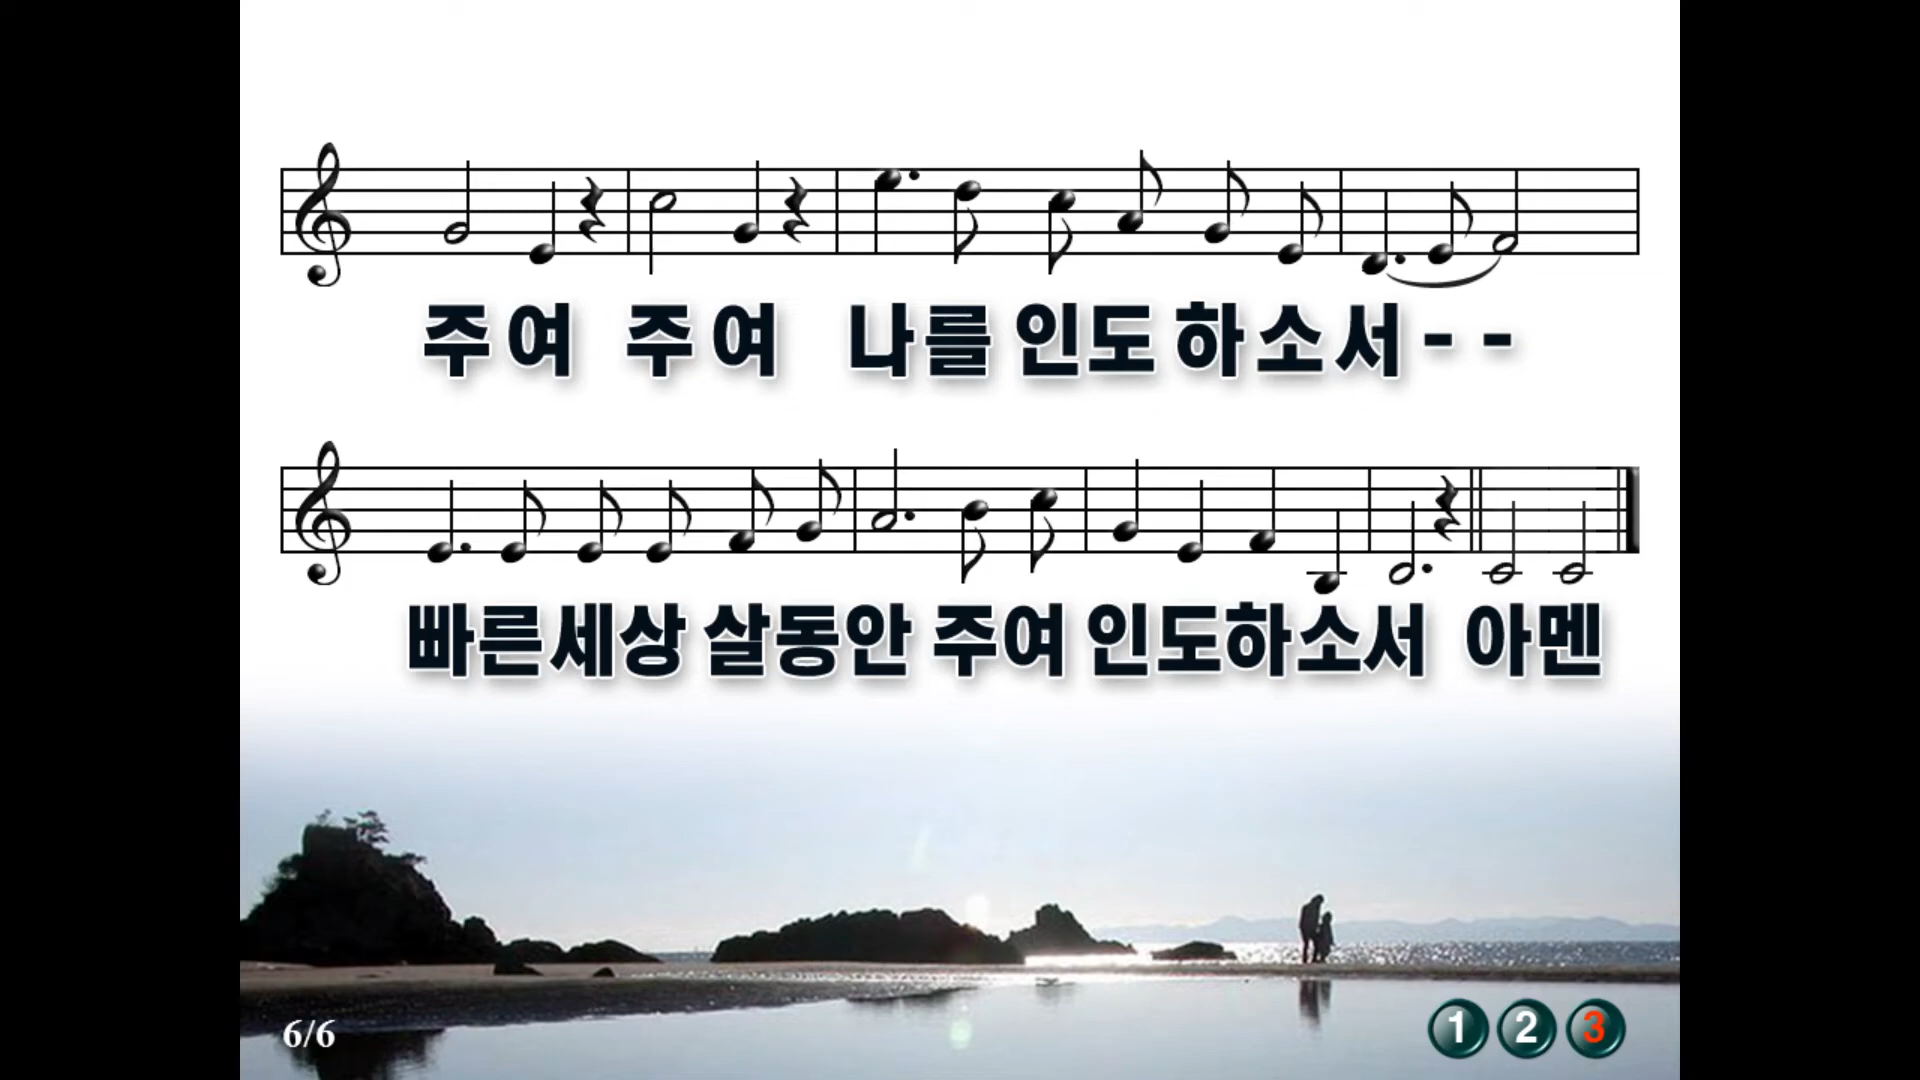 주여 주여 나를 인도 하소서 - -
빠른세상 살동안 주여 인도하소서 아멘
6/6
1 2 3